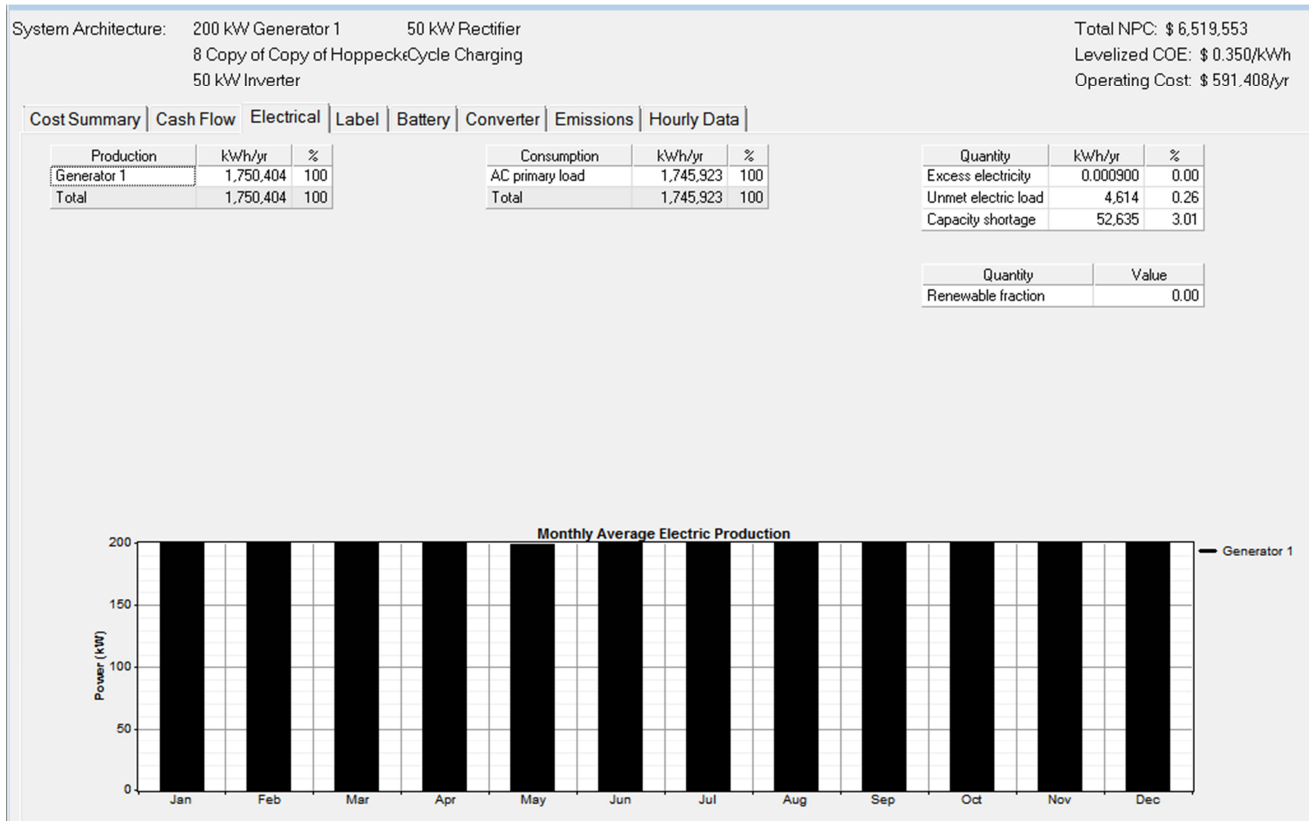 System Architecture: 200 kW Generator 1 50 kW Rectifier Total NPC: $ 6,519,553
8 Copy of Copy of Hoppecke Cycle Charging Levelized COE: $ 0.350/kWh
50 kW Inverter Operating Cost: $ 591,408/yr
Cost Summary Cash Flow Electrical Label Battery Converter Emissions Hourly Data
Production kWh/yr % Consumption kWh/yr % Quantity kWh/yr %
Generator 1 1,750,404 100 AC primary load 1,745,923 100 Excess electricity 0.000900 0.00
Total 1,750,404 100 Total 1,745,923 100 Unmet electric load 4,614 0.26
Capacity shortage 52,635 3.01
Quantity Value
Renewable fraction 0.00
Monthly Average Electric Production
200
150
100
50
0
Power (kW)
Generator 1
Jan Feb Mar Apr May Jun Jul Aug Sep Oct Nov Dec